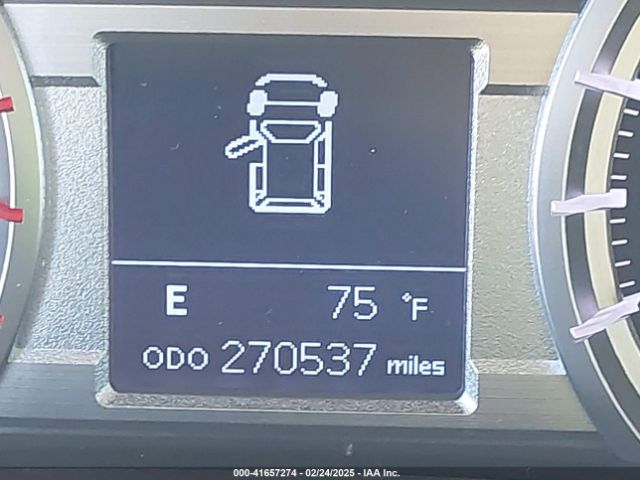 E 75 °F
ODO 270537 miles
000-41657274 - 02/24/2025 - IAA Inc.